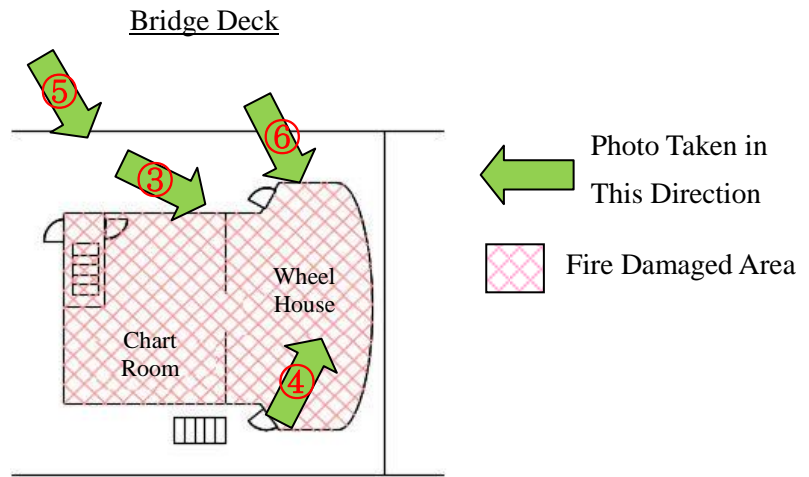 Bridge Deck
⑤
⑥
③
Photo Taken in
This Direction
Wheel
House
Fire Damaged Area
Chart
Room
④